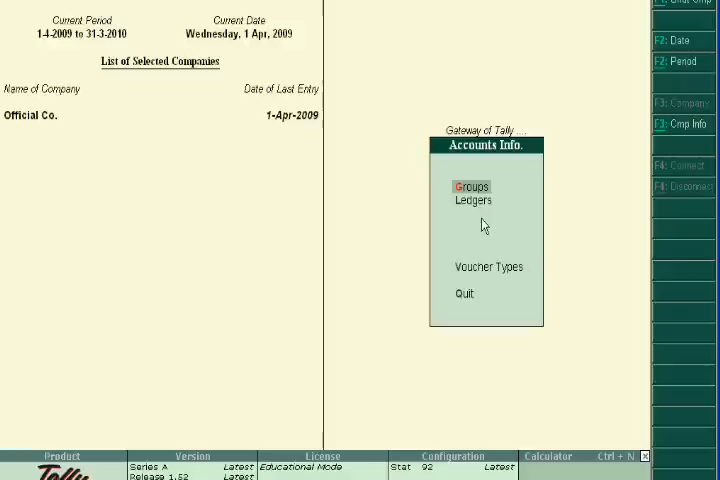 Current Period
Current Date
1-4-2009 to 31-3-2010
Wednesday, 1 Apr, 2009
List of Selected Companies
Name of Company
Date of Last Entry
Official Co.
1-Apr-2009
Gateway of Tally ....
Accounts Info.
Groups
Ledgers
Voucher Types
Quit
F2: Date
F2: Period
F3: Company
F3: Cmp Info
F4: Connect
F4: Disconnect
Product
Version
License
Configuration
Calculator
Ctrl + N
x
Tally
Series A
Latest
Educational Mode
Stat 92
Latest
Release 1.52
Latest